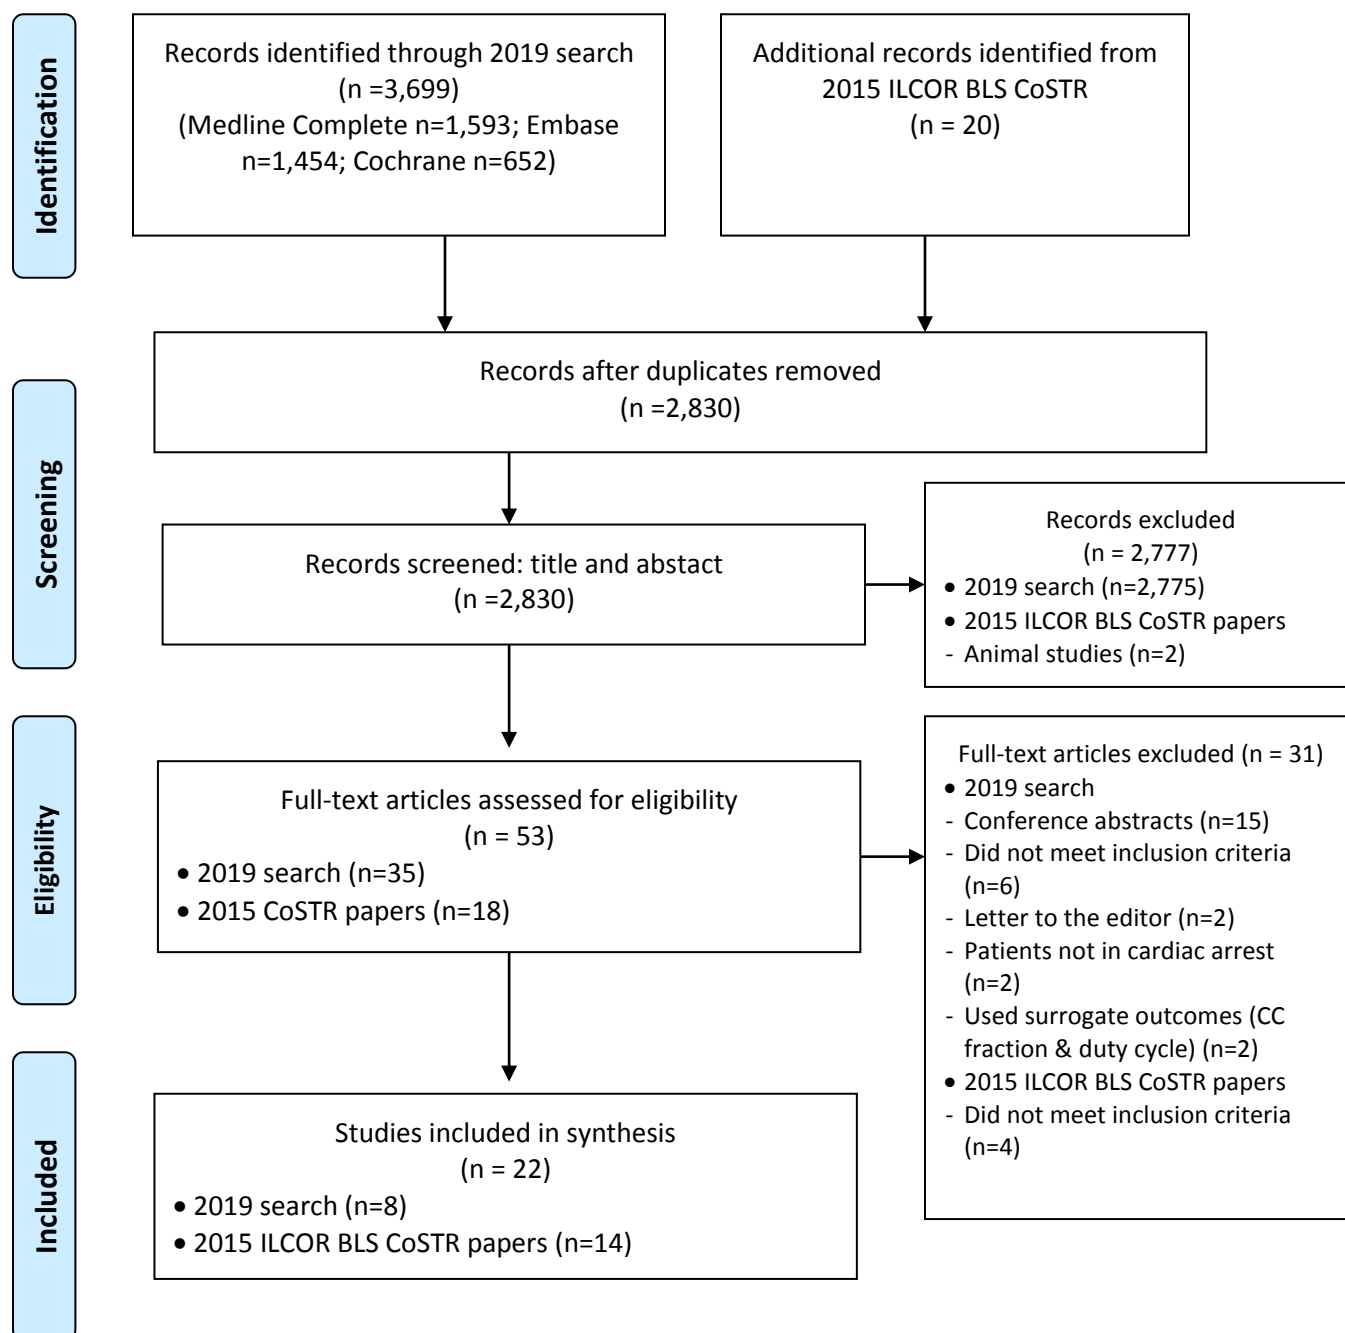 Identification
Records identified through 2019 search
(n =3,699)
(Medline Complete n=1,593; Embase
n=1,454; Cochrane n=652)
Additional records identified from
2015 ILCOR BLS CoSTR
(n = 20)
Screening
Records after duplicates removed
(n =2,830)
Records screened: title and abstact
(n =2,830)
Records excluded
(n = 2,777)
• 2019 search (n=2,775)
• 2015 ILCOR BLS CoSTR papers
- Animal studies (n=2)
Eligibility
Full-text articles assessed for eligibility
(n = 53)
• 2019 search (n=35)
• 2015 CoSTR papers (n=18)
Full-text articles excluded (n = 31)
• 2019 search
- Conference abstracts (n=15)
- Did not meet inclusion criteria
(n=6)
- Letter to the editor (n=2)
- Patients not in cardiac arrest
(n=2)
- Used surrogate outcomes (CC
fraction & duty cycle) (n=2)
• 2015 ILCOR BLS CoSTR papers
- Did not meet inclusion criteria
(n=4)
Included
Studies included in synthesis
(n = 22)
• 2019 search (n=8)
• 2015 ILCOR BLS CoSTR papers (n=14)